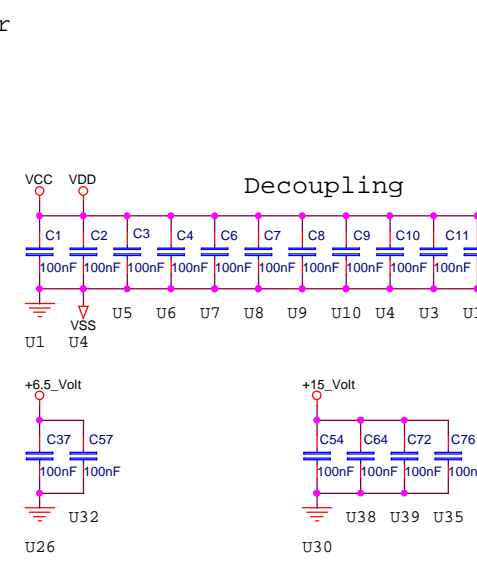 r
VCC VDD
Decoupling
C1 C2 C3 C4 C6 C7 C8 C9 C10 C11
100nF 100nF 100nF 100nF 100nF 100nF 100nF 100nF 100nF 100nF
U5 U6 U7 U8 U9 U10 U4 U3
VSS
U1 U4
+6.5_Volt +15_Volt
C37 C57 C54 C64 C72 C76
100nF 100nF 100nF 100nF 100nF 100n
U32 U38 U39 U35
U26 U30